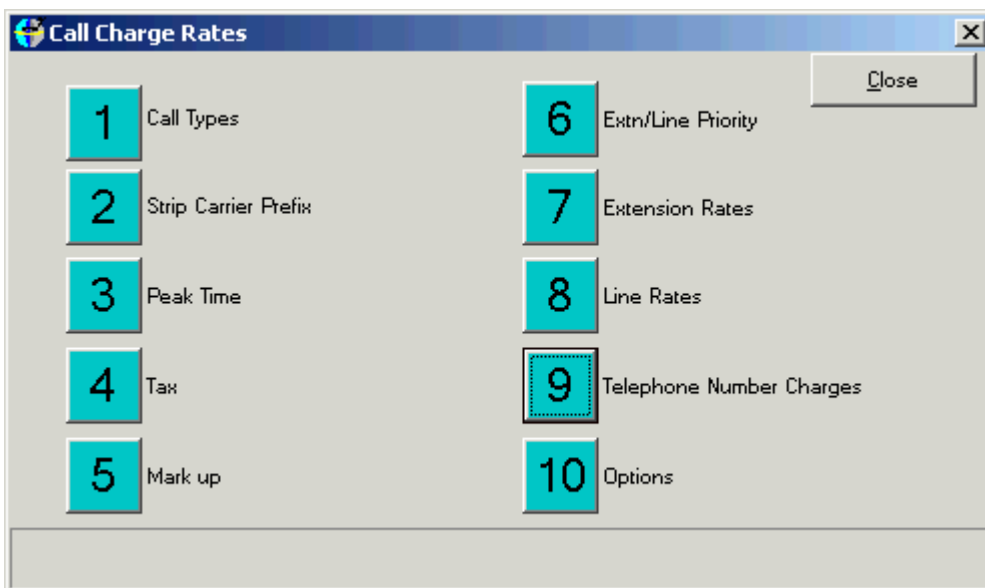 Call Charge Rates
Close
1 Call Types
2 Strip Carrier Prefix
3 Peak Time
4 Tax
5 Mark up
6 Extn/Line Priority
7 Extension Rates
8 Line Rates
9 Telephone Number Charges
10 Options